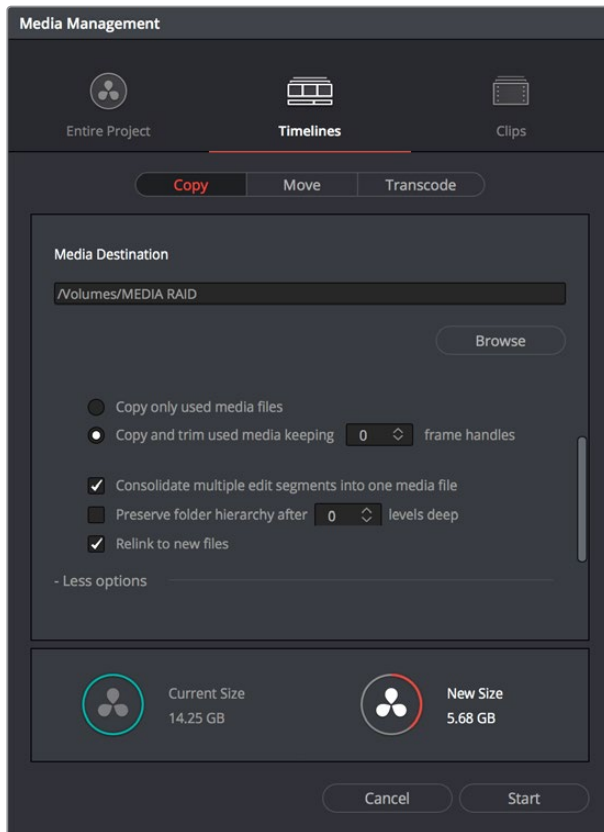 Media Management
Entire Project
Timelines
Clips
Copy
Move
Transcode
Media Destination
/Volumes/MEDIA RAID
Browse
Copy only used media files
Copy and trim used media keeping 0 frame handles
Consolidate multiple edit segments into one media file
Preserve folder hierarchy after 0 levels deep
Relink to new files
- Less options
Current Size
14.25 GB
New Size
5.68 GB
Cancel
Start